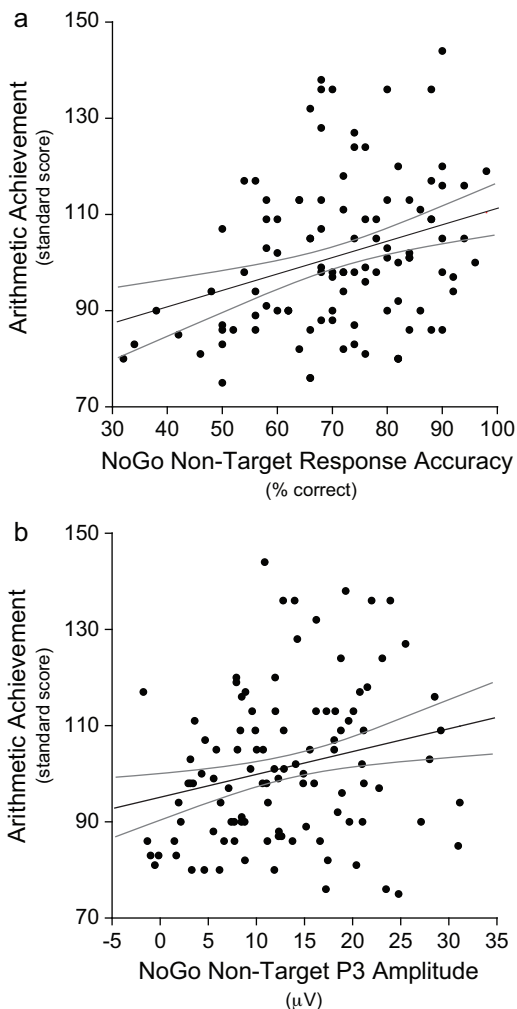 a
150
130
110
90
70
Arithmetic Achievement
(standard score)
30 40 50 60 70 80 90 100
NoGo Non-Target Response Accuracy
(% correct)
b
150
130
110
90
70
Arithmetic Achievement
(standard score)
-5 0 5 10 15 20 25 30 35
NoGo Non-Target P3 Amplitude
(μV)